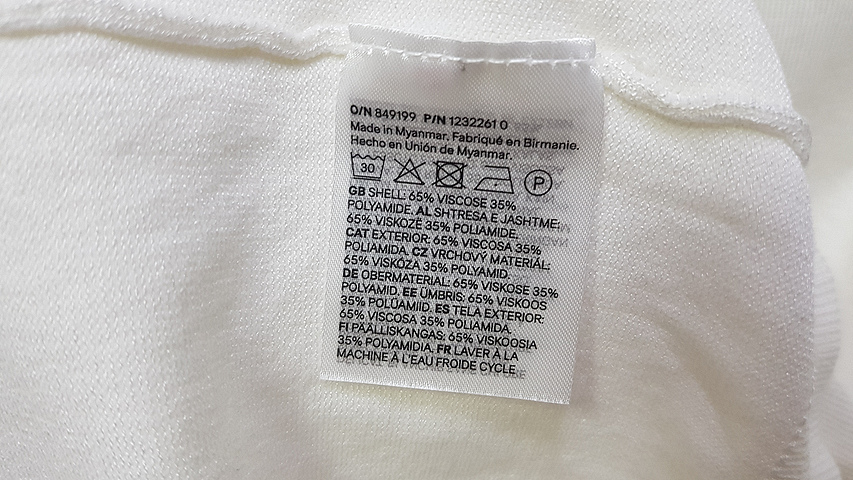 O/N 849199 P/N 1232261 0
Made in Myanmar. Fabriqué en Birmanie.
Hecho en Unión de Myanmar.
30 P
GB SHELL: 65% VISCOSE 35%
POLYAMIDE. AL SHTRESA E JASHTME:
65% VISKOZË 35% POLIAMIDE.
CAT EXTERIOR: 65% VISCOSA 35%
POLIAMIDA. CZ VRCHOVÝ MATERIÁL:
65% VISKÓZA 35% POLYAMID.
DE OBERMATERIAL: 65% VISKOSE 35%
POLYAMID. EE ÜMBRIS: 65% VISKOOS
35% POLÜAMIID. ES TELA EXTERIOR:
65% VISCOSA 35% POLIAMIDA.
FI PÄÄLLISKANGAS: 65% VISKOOSIA
35% POLYAMIDIA. FR LAVER À LA
MACHINE À L'EAU FROIDE CYCLE